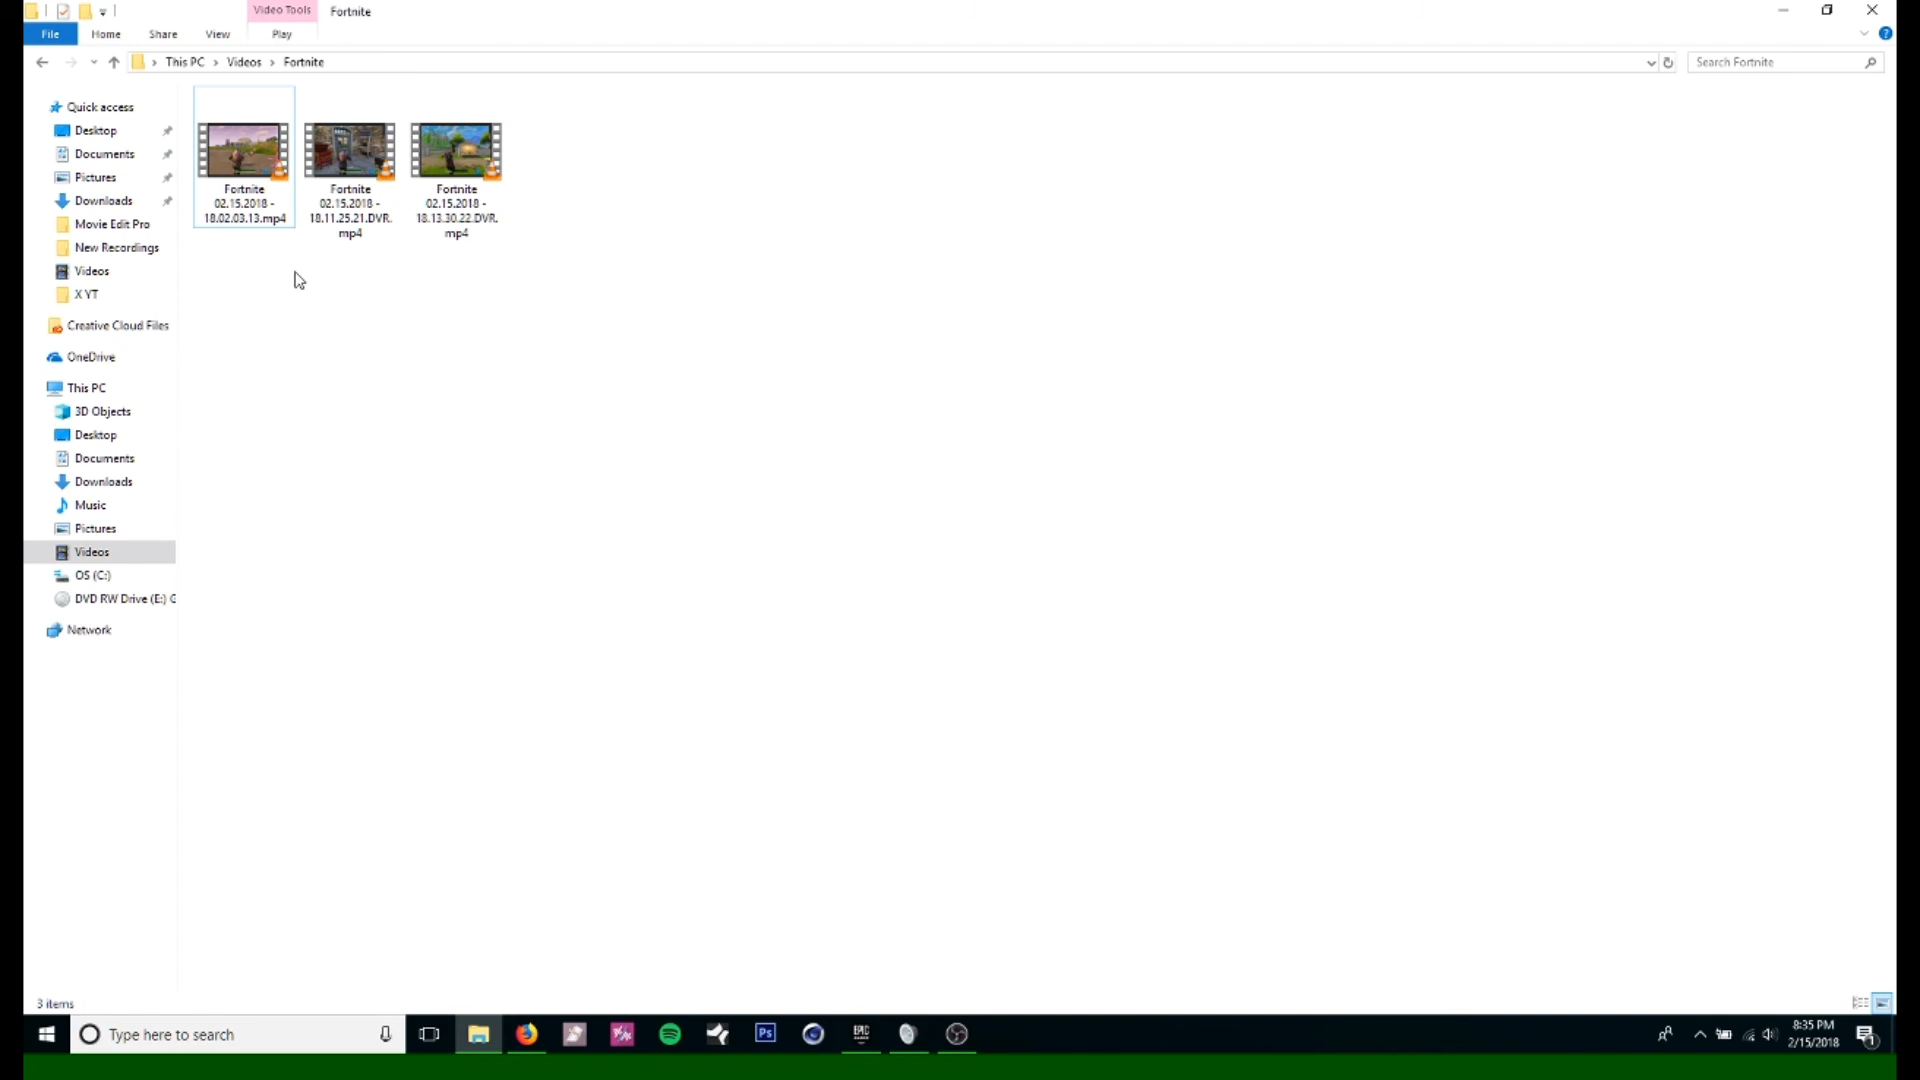 Video Tools
Fortnite
File
Home
Share
View
Play
This PC
Videos
Fortnite
Search Fortnite
Quick access
Desktop
Documents
Pictures
Downloads
Movie Edit Pro
New Recordings
Videos
X YT
Creative Cloud Files
OneDrive
This PC
3D Objects
Desktop
Documents
Downloads
Music
Pictures
Videos
OS (C:)
DVD RW Drive (E:) G
Network
Fortnite
02.15.2018 -
18.02.03.13.mp4
Fortnite
02.15.2018 -
18.11.25.21.DVR.
mp4
Fortnite
02.15.2018 -
18.13.30.22.DVR.
mp4
3 items
Type here to search
Ps
EPIC
8:35 PM
2/15/2018
1